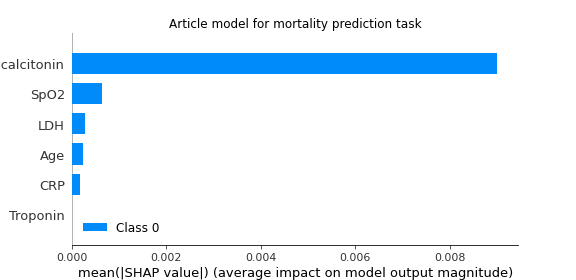 Article model for mortality prediction task
calcitonin
SpO2
LDH
Age
CRP
Troponin
Class 0
0.000 0.002 0.004 0.006 0.008
mean(|SHAP value|) (average impact on model output magnitude)